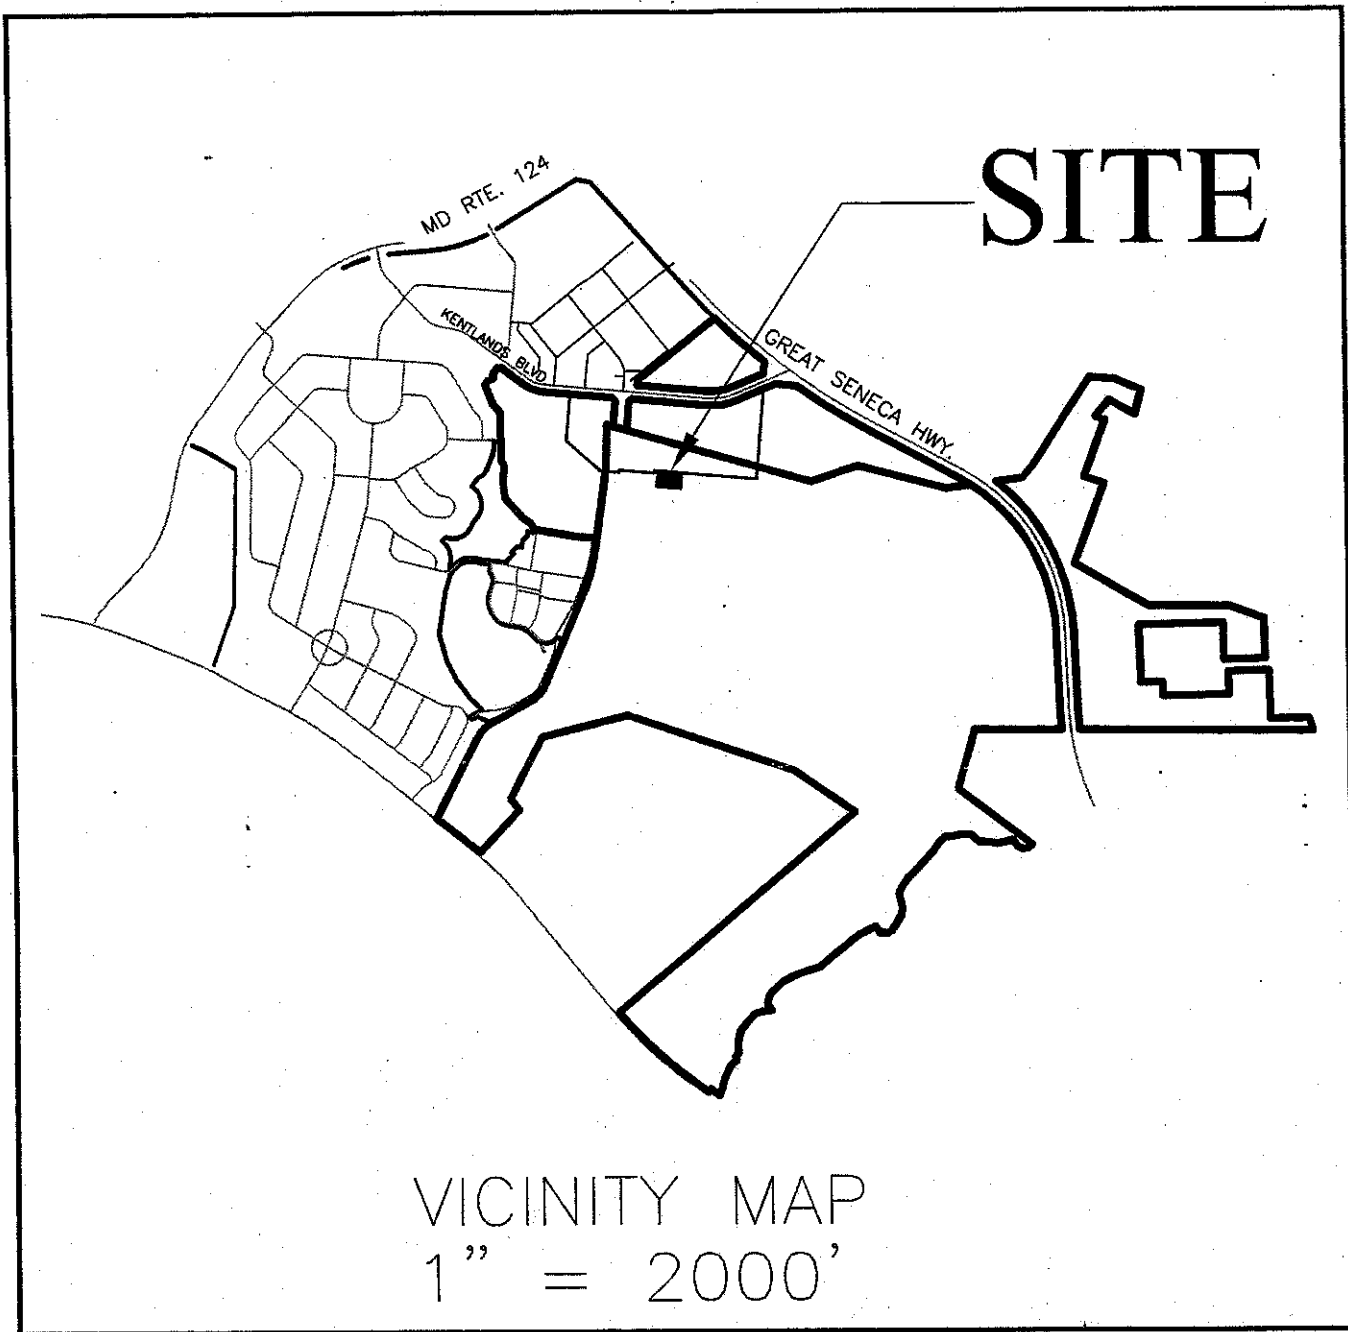 SITE
MD RTE. 124
KENTLANDS BLVD
GREAT SENECA HWY.
VICINITY MAP
1” = 2000’